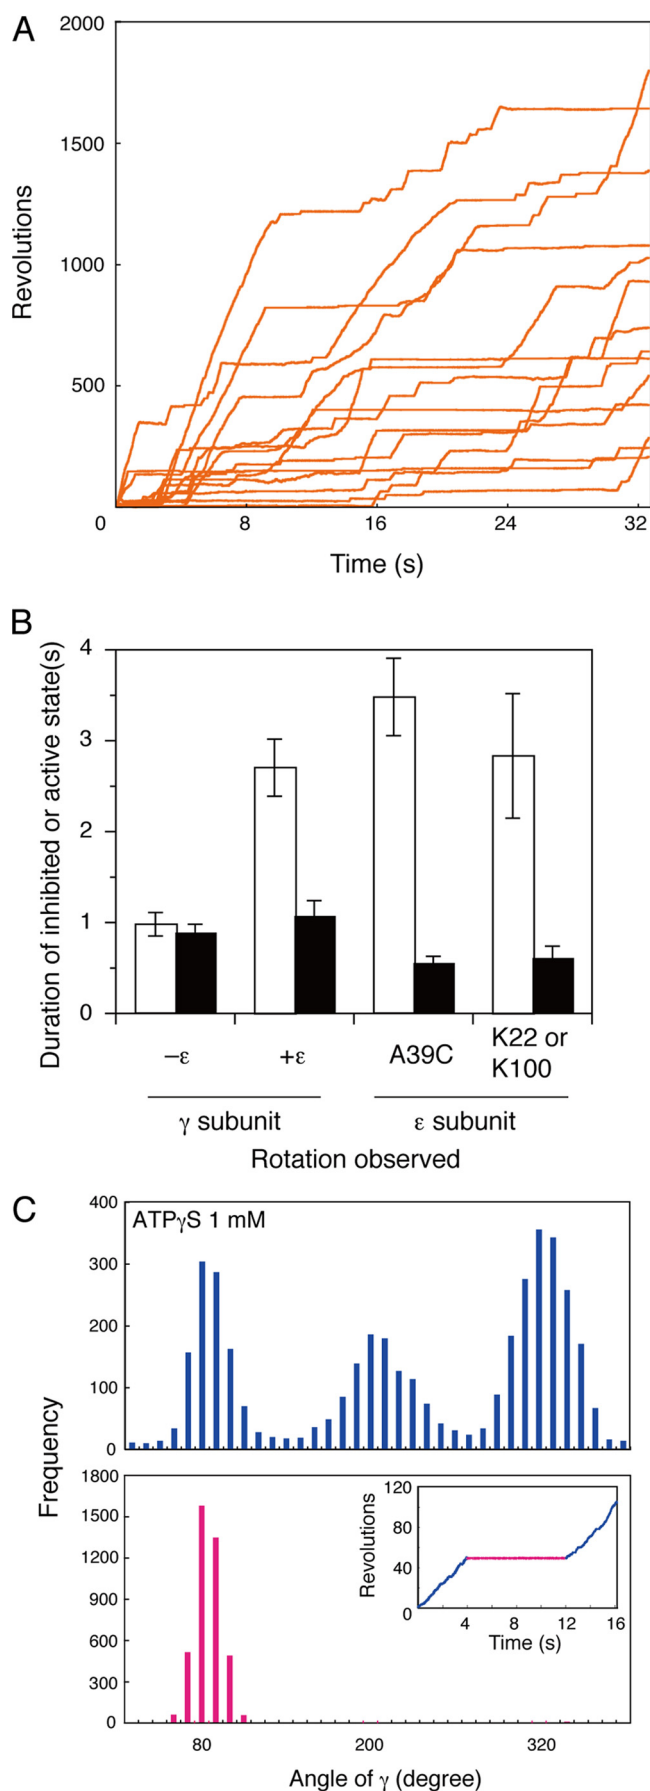 A
2000
1500
1000
500
0
8
16
24
32
Revolutions
Time (s)
B
4
3
2
1
0
Duration of inhibited or active state(s)
–ε
+ε
A39C
K22 or
K100
γ subunit
ε subunit
Rotation observed
C
400
300
200
100
0
ATPγS 1 mM
Frequency
1800
1500
1200
900
600
300
0
120
80
40
0
Revolutions
4
8
12
16
Time (s)
80
200
320
Angle of γ (degree)